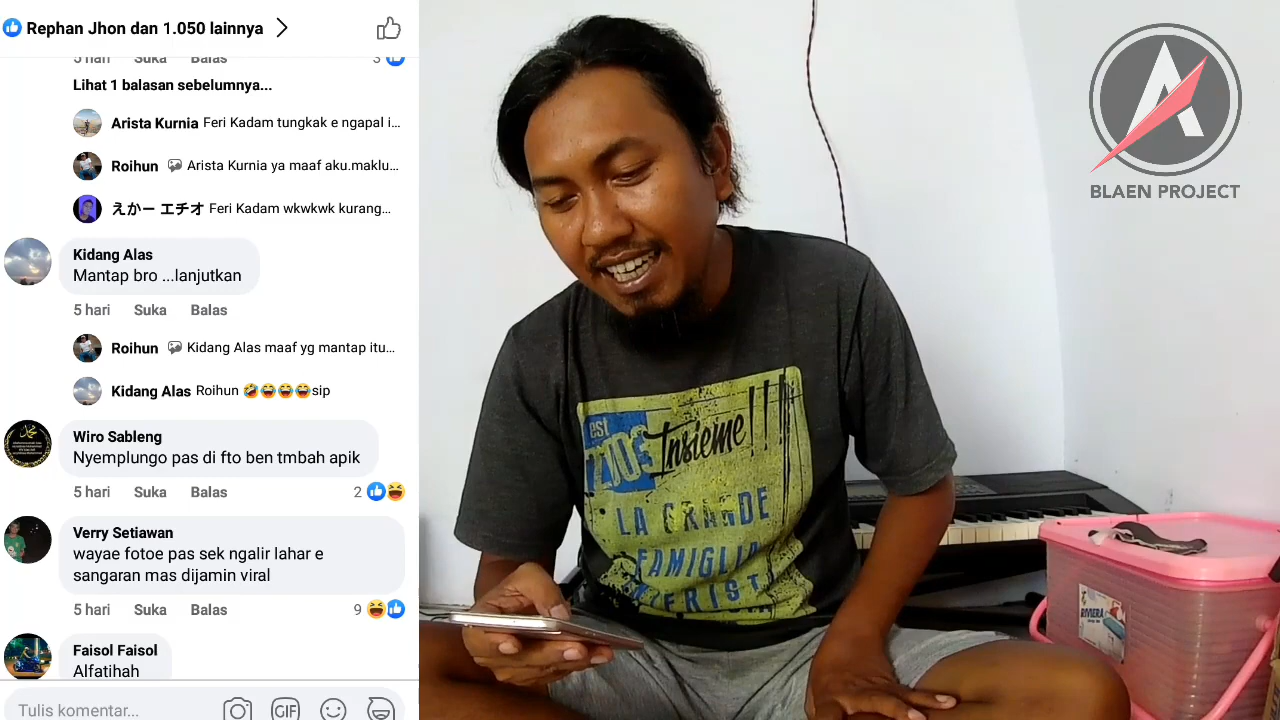 Rephan Jhon dan 1.050 lainnya
5 hari Suka Balas 3
Lihat 1 balasan sebelumnya...
Arista Kurnia Feri Kadam tungkak e ngapal i...
Roihun Arista Kurnia ya maaf aku.maklu...
えかー エチオ Feri Kadam wkwkwk kurang...
Kidang Alas
Mantap bro ...lanjutkan
5 hari Suka Balas
Roihun Kidang Alas maaf yg mantap itu...
Kidang Alas Roihun 🤣😂😂😂sip
Wiro Sableng
Nyemplungo pas di fto ben tmbah apik
5 hari Suka Balas 2
Verry Setiawan
wayae fotoe pas sek ngalir lahar e
sangaran mas dijamin viral
5 hari Suka Balas 9
Faisol Faisol
Alfatihah
Tulis komentar...
GIF
BLAEN PROJECT
est
Insieme!!!
LA GRANDE
FAMIGLIA
RIVIERA